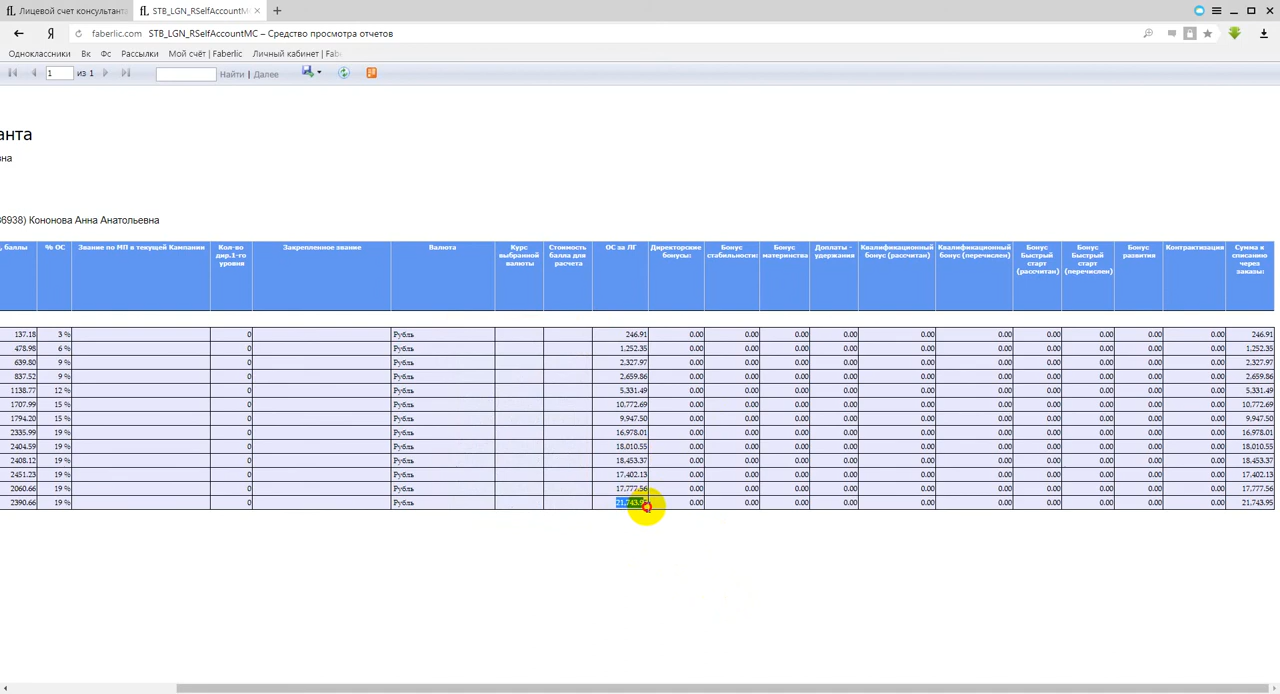 Лицевой счет консультанта
STB_LGN_RSelfAccountMC
faberlic.com STB_LGN_RSelfAccountMC – Средство просмотра отчетов
Одноклассники Вк Фс Рассылки Мой счёт | Faberlic Личный кабинет | Fab
1 из 1 Найти | Далее
анта
вна
86938) Кононова Анна Анатольевна
, баллы % ОС Звание по МП в текущей Кампании Кол-во дир.1-го уровня Закрепленное звание Валюта Курс выбранной валюты Стоимость балла для расчета ОС за ЛГ Директорские бонусы: Бонус стабильности: Бонус материнства Доплаты - удержания Квалификационный бонус (рассчитан) Квалификационный бонус (перечислен) Бонус Быстрый старт (рассчитан) Бонус Быстрый старт (перечислен) Бонус развития Контрактизация Сумма к списанию через заказы:
137.18 3 % 0 Рубль 246.91 0.00 0.00 0.00 0.00 0.00 0.00 0.00 0.00 0.00 0.00 246.91
478.98 6 % 0 Рубль 1,252.35 0.00 0.00 0.00 0.00 0.00 0.00 0.00 0.00 0.00 0.00 1,252.35
639.80 9 % 0 Рубль 2,327.97 0.00 0.00 0.00 0.00 0.00 0.00 0.00 0.00 0.00 0.00 2,327.97
837.52 9 % 0 Рубль 2,659.86 0.00 0.00 0.00 0.00 0.00 0.00 0.00 0.00 0.00 0.00 2,659.86
1138.77 12 % 0 Рубль 5,331.49 0.00 0.00 0.00 0.00 0.00 0.00 0.00 0.00 0.00 0.00 5,331.49
1707.99 15 % 0 Рубль 10,772.69 0.00 0.00 0.00 0.00 0.00 0.00 0.00 0.00 0.00 0.00 10,772.69
1794.20 15 % 0 Рубль 9,947.50 0.00 0.00 0.00 0.00 0.00 0.00 0.00 0.00 0.00 0.00 9,947.50
2335.99 19 % 0 Рубль 16,978.01 0.00 0.00 0.00 0.00 0.00 0.00 0.00 0.00 0.00 0.00 16,978.01
2404.59 19 % 0 Рубль 18,010.55 0.00 0.00 0.00 0.00 0.00 0.00 0.00 0.00 0.00 0.00 18,010.55
2408.12 19 % 0 Рубль 18,453.37 0.00 0.00 0.00 0.00 0.00 0.00 0.00 0.00 0.00 0.00 18,453.37
2451.23 19 % 0 Рубль 17,402.13 0.00 0.00 0.00 0.00 0.00 0.00 0.00 0.00 0.00 0.00 17,402.13
2060.66 19 % 0 Рубль 17,777.56 0.00 0.00 0.00 0.00 0.00 0.00 0.00 0.00 0.00 0.00 17,777.56
2390.66 19 % 0 Рубль 21,743.95 0.00 0.00 0.00 0.00 0.00 0.00 0.00 0.00 0.00 0.00 21,743.95